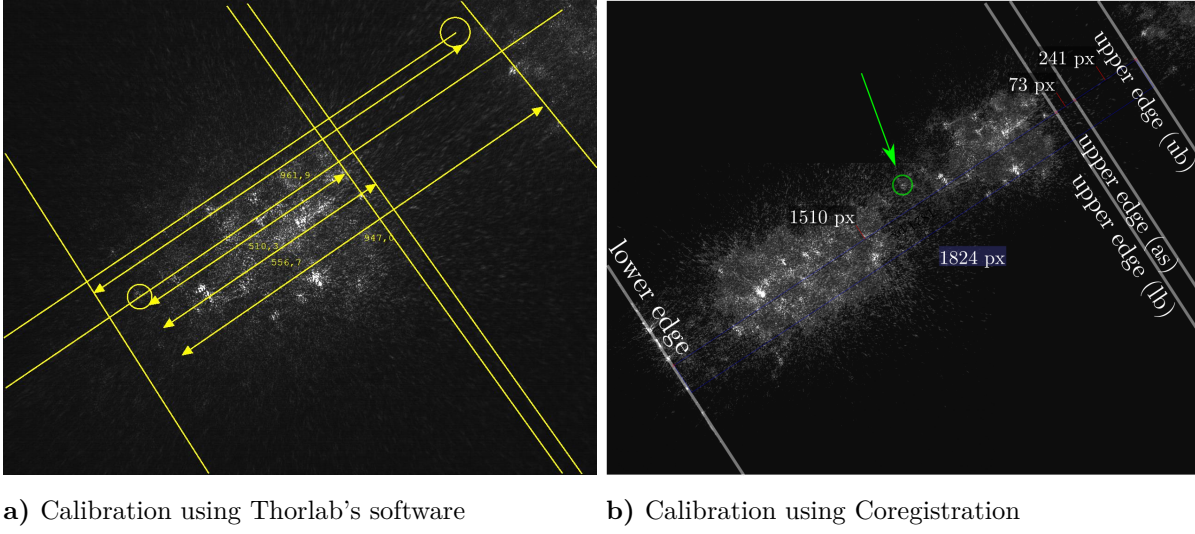 961,9
510,3
947,0
556,7
241 px
73 px
1510 px
1824 px
lower edge
upper edge (ub)
upper edge (as)
upper edge (lb)
a) Calibration using Thorlab's software
b) Calibration using Coregistration